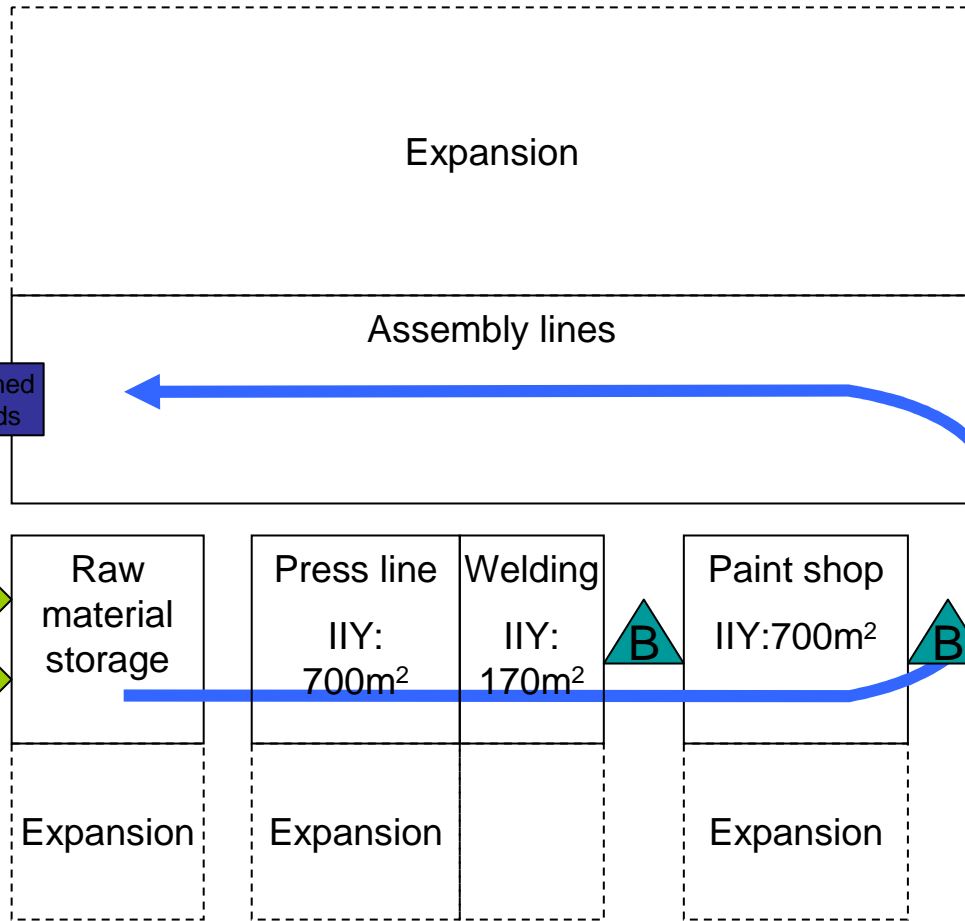 Expansion
Assembly lines
Raw
material
storage
Press line
IIY:
700m²
Welding
IIY:
170m²
B
Paint shop
IIY:700m²
B
Expansion
Expansion
Expansion